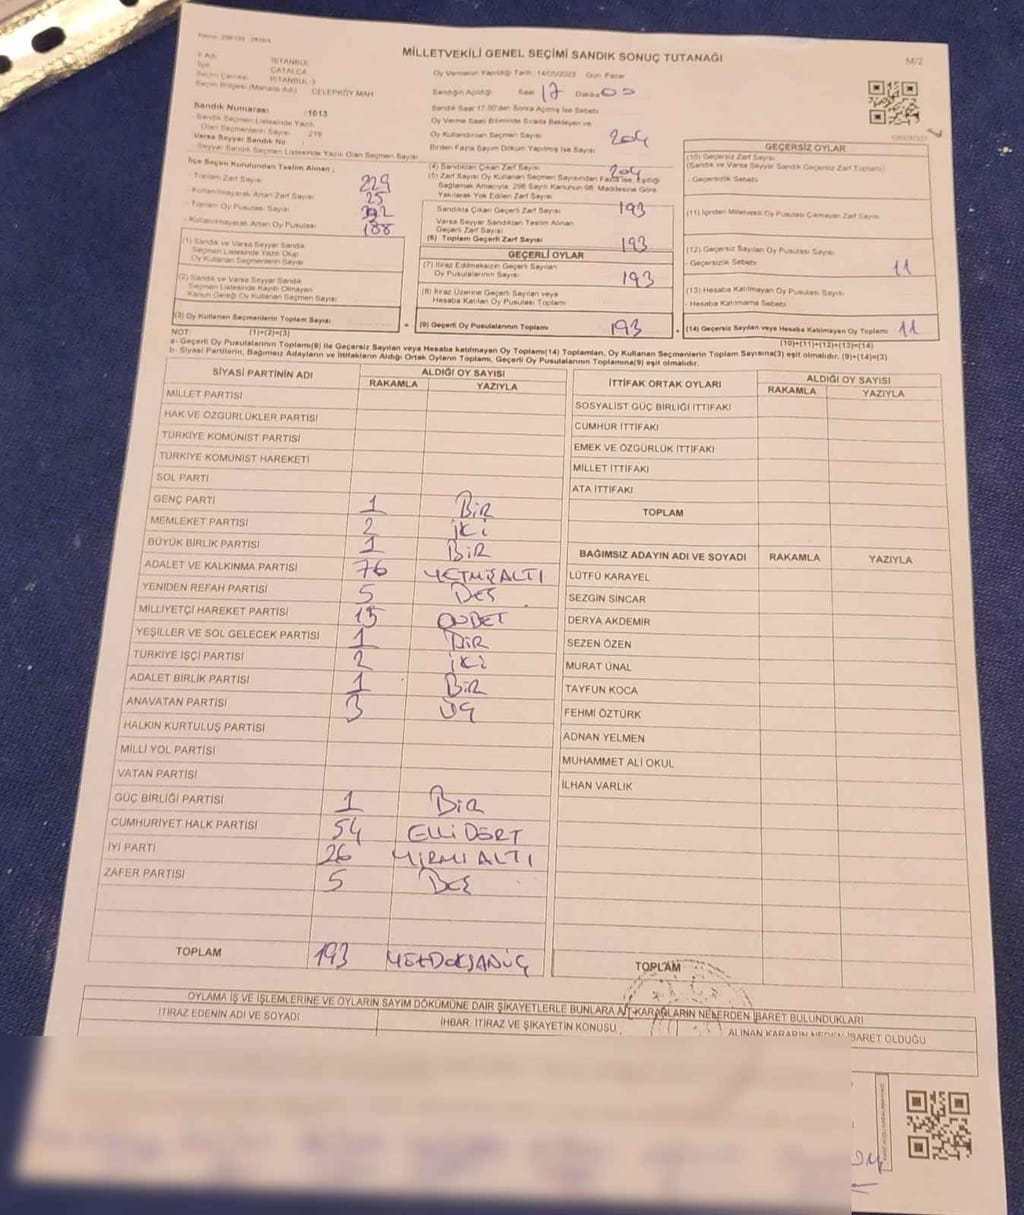 MİLLETVEKİLİ GENEL SEÇİMİ SANDIK SONUÇ TUTANAĞI
M/2
İl Adı : İSTANBUL
İlçe ÇATALCA
Seçim Çevresi İSTANBUL-3
Seçim Bölgesi (Mahalle Adı) ÇELEPKÖY MAH
Oy Vermenin Yapıldığı Tarih 14/05/2023 Gün Pazar
Sandığın Açıldığı Saat 17 Dakika 00
Sandık Numarası :1013
- Sandık Seçmen Listesinde Yazılı
Olan Seçmenlerin Sayısı 219
Varsa Seyyar Sandık No
- Seyyar Sandık Seçmen Listesinde Yazılı Olan Seçmen Sayısı
Sandık Saat 17.00'den Sonra Açılmış İse Sebebi
Oy Verme Saati Bitiminde Sırada Bekleyen ve
Oy Kullandırılan Seçmen Sayısı
Birden Fazla Sayım Döküm Yapılmış İse Sayısı
204
İlçe Seçim Kurulundan Teslim Alınan ;
- Toplam Zarf Sayısı 229
- Kullanılmayarak Artan Zarf Sayısı 25
- Toplam Oy Pusulası Sayısı
- Kullanılmayarak Artan Oy Pusulası 188
(4) Sandıktan Çıkan Zarf Sayısı 204
(5) Zarf Sayısı Oy Kullanan Seçmen Sayısından Fazla İse, Eşitliği
Sağlamak Amacıyla, 298 Sayılı Kanunun 98. Maddesine Göre
Yakılarak Yok Edilen Zarf Sayısı
Sandıkta Çıkan Geçerli Zarf Sayısı 193
Varsa Seyyar Sandıktan Teslim Alınan
Geçerli Zarf Sayısı
(6) Toplam Geçerli Zarf Sayısı 193
(1) Sandık ve Varsa Seyyar Sandık
Seçmen Listesinde Yazılı Olup
Oy Kullanan Seçmenlerin Sayısı
(2) Sandık ve Varsa Seyyar Sandık
Seçmen Listesinde Kayıtlı Olmayan
Kanun Gereği Oy Kullanan Seçmen Sayısı
(3) Oy Kullanan Seçmenlerin Toplam Sayısı
GEÇERLİ OYLAR
(7) İtiraz Edilmeksizin Geçerli Sayılan
Oy Pusulalarının Sayısı 193
(8) İtiraz Üzerine Geçerli Sayılan veya
Hesaba Katılan Oy Pusulası Toplamı
= (9) Geçerli Oy Pusulalarının Toplamı 193
GEÇERSİZ OYLAR
(10) Geçersiz Zarf Sayısı
(Sandık ve Varsa Seyyar Sandık Geçersiz Zarf Toplamı)
- Geçersizlik Sebebi
(11) İçinden Milletvekili Oy Pusulası Çıkmayan Zarf Sayısı
(12) Geçersiz Sayılan Oy Pusulası Sayısı
- Geçersizlik Sebebi 11
(13) Hesaba Katılmayan Oy Pusulası Sayısı
- Hesaba Katılmama Sebebi
+ (14) Geçersiz Sayılan veya Hesaba Katılmayan Oy Toplamı 11
NOT: (1)+(2)=(3)
(10)+(11)+(12)+(13)=(14)
a- Geçerli Oy Pusulalarının Toplamı(9) ile Geçersiz Sayılan veya Hesaba katılmayan Oy Toplamı(14) Toplamları, Oy Kullanan Seçmenlerin Toplam Sayısına(3) eşit olmalıdır. (9)+(14)=(3)
b- Siyasi Partilerin, Bağımsız Adayların ve İttifakların Aldığı Ortak Oyların Toplamı, Geçerli Oy Pusulalarının Toplamına(9) eşit olmalıdır.
SİYASİ PARTİNİN ADI ALDIĞI OY SAYISI
RAKAMLA YAZIYLA
MİLLET PARTİSİ
HAK VE ÖZGÜRLÜKLER PARTİSİ
TÜRKİYE KOMÜNİST PARTİSİ
TÜRKİYE KOMÜNİST HAREKETİ
SOL PARTİ
GENÇ PARTİ 1 BİR
MEMLEKET PARTİSİ 2 İKİ
BÜYÜK BİRLİK PARTİSİ 1 BİR
ADALET VE KALKINMA PARTİSİ 76 YETMİŞALTI
YENİDEN REFAH PARTİSİ 5 BEŞ
MİLLİYETÇİ HAREKET PARTİSİ 15
YEŞİLLER VE SOL GELECEK PARTİSİ 1 BİR
TÜRKİYE İŞÇİ PARTİSİ 2 İKİ
ADALET BİRLİK PARTİSİ 1 BİR
ANAVATAN PARTİSİ 3 ÜÇ
HALKIN KURTULUŞ PARTİSİ
MİLLİ YOL PARTİSİ
VATAN PARTİSİ
GÜÇ BİRLİĞİ PARTİSİ 1 BİR
CUMHURİYET HALK PARTİSİ 54 ELLİ DÖRT
İYİ PARTİ 26 YİRMİ ALTI
ZAFER PARTİSİ 5 BEŞ
TOPLAM 193
İTTİFAK ORTAK OYLARI ALDIĞI OY SAYISI
RAKAMLA YAZIYLA
SOSYALİST GÜÇ BİRLİĞİ İTTİFAKI
CUMHUR İTTİFAKI
EMEK VE ÖZGÜRLÜK İTTİFAKI
MİLLET İTTİFAKI
ATA İTTİFAKI
TOPLAM
BAĞIMSIZ ADAYIN ADI VE SOYADI RAKAMLA YAZIYLA
LÜTFÜ KARAYEL
SEZGİN SİNCAR
DERYA AKDEMİR
SEZEN ÖZEN
MURAT ÜNAL
TAYFUN KOCA
FEHMİ ÖZTÜRK
ADNAN YELMEN
MUHAMMET ALİ OKUL
İLHAN VARLIK
TOPLAM
OYLAMA İŞ VE İŞLEMLERİNE VE OYLARIN SAYIM DÖKÜMÜNE DAİR ŞİKAYETLERLE BUNLARA AİT KARARLARIN NELERDEN İBARET BULUNDUKLARI
İTİRAZ EDENİN ADI VE SOYADI İHBAR, İTİRAZ VE ŞİKAYETİN KONUSU ALINAN KARARIN NEDEN İBARET OLDUĞU